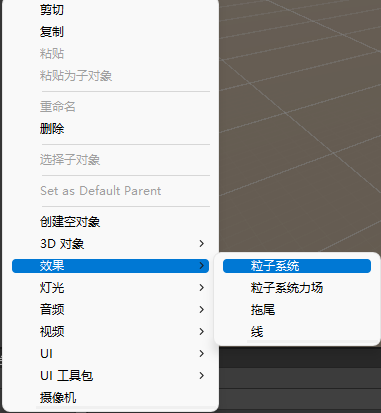 剪切
复制
粘贴
粘贴为子对象
重命名
删除
选择子对象
Set as Default Parent
创建空对象
3D 对象
效果
粒子系统
灯光
粒子系统力场
音频
拖尾
视频
线
UI
UI 工具包
摄像机